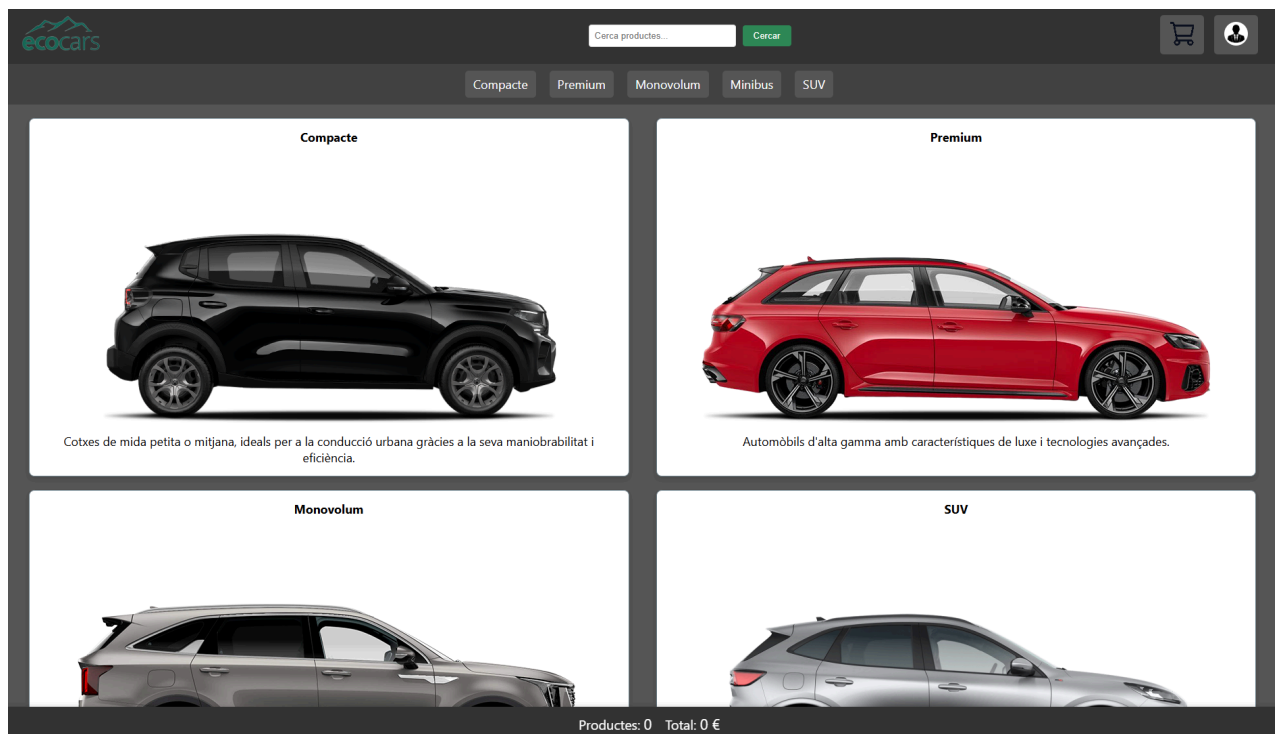 ecocars
Cerca productes...
Cercar
Compacte
Premium
Monovolum
Minibus
SUV
Compacte
Cotxes de mida petita o mitjana, ideals per a la conducció urbana gràcies a la seva maniobrabilitat i
eficiència.
Premium
Automòbils d'alta gamma amb característiques de luxe i tecnologies avançades.
Monovolum
SUV
Productes: 0 Total: 0 €